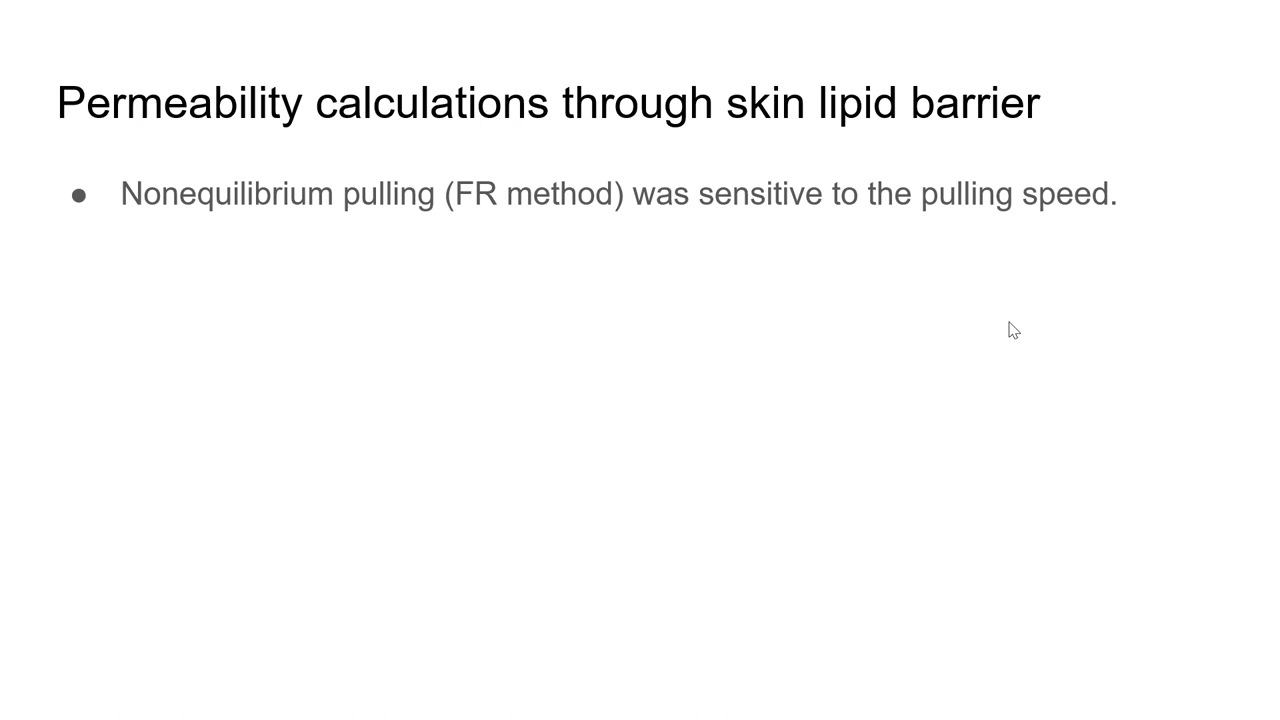 Permeability calculations through skin lipid barrier
● Nonequilibrium pulling (FR method) was sensitive to the pulling speed.